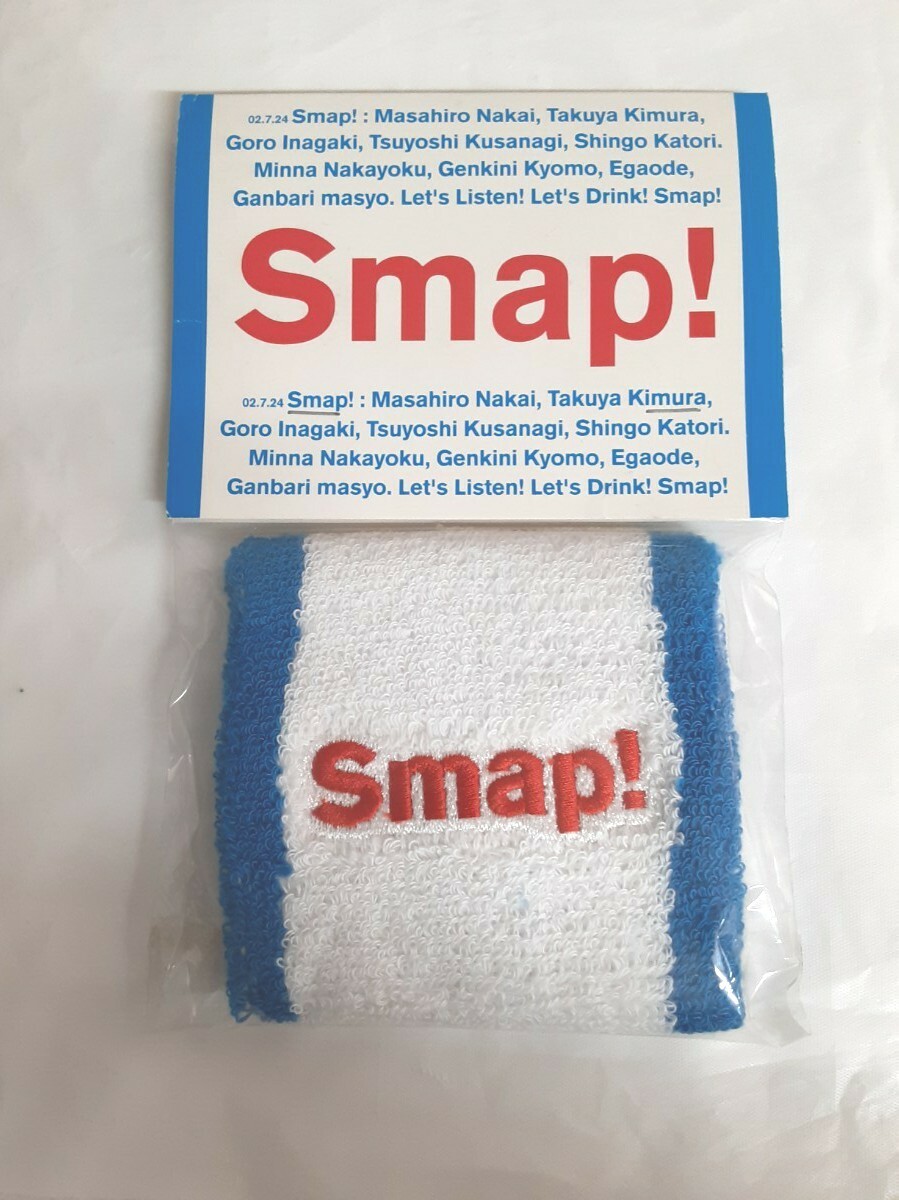 02.7.24 Smap! : Masahiro Nakai, Takuya Kimura,
Goro Inagaki, Tsuyoshi Kusanagi, Shingo Katori.
Minna Nakayoku, Genkini Kyomo, Egaode,
Ganbari masyo. Let's Listen! Let's Drink! Smap!
Smap!
02.7.24 Smap! : Masahiro Nakai, Takuya Kimura,
Goro Inagaki, Tsuyoshi Kusanagi, Shingo Katori.
Minna Nakayoku, Genkini Kyomo, Egaode,
Ganbari masyo. Let's Listen! Let's Drink! Smap!
Smap!